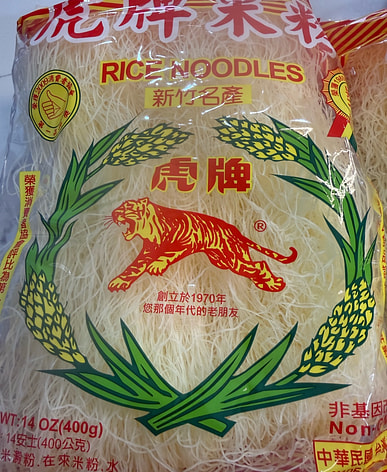 虎牌米粉
RICE NOODLES
新竹名產
虎牌
®
創立於1970年
您那個年代的老朋友
WT:14 OZ(400g)
14安士(400公克)
米澱粉.在來米粉.水
非基因
Non-
中華民國